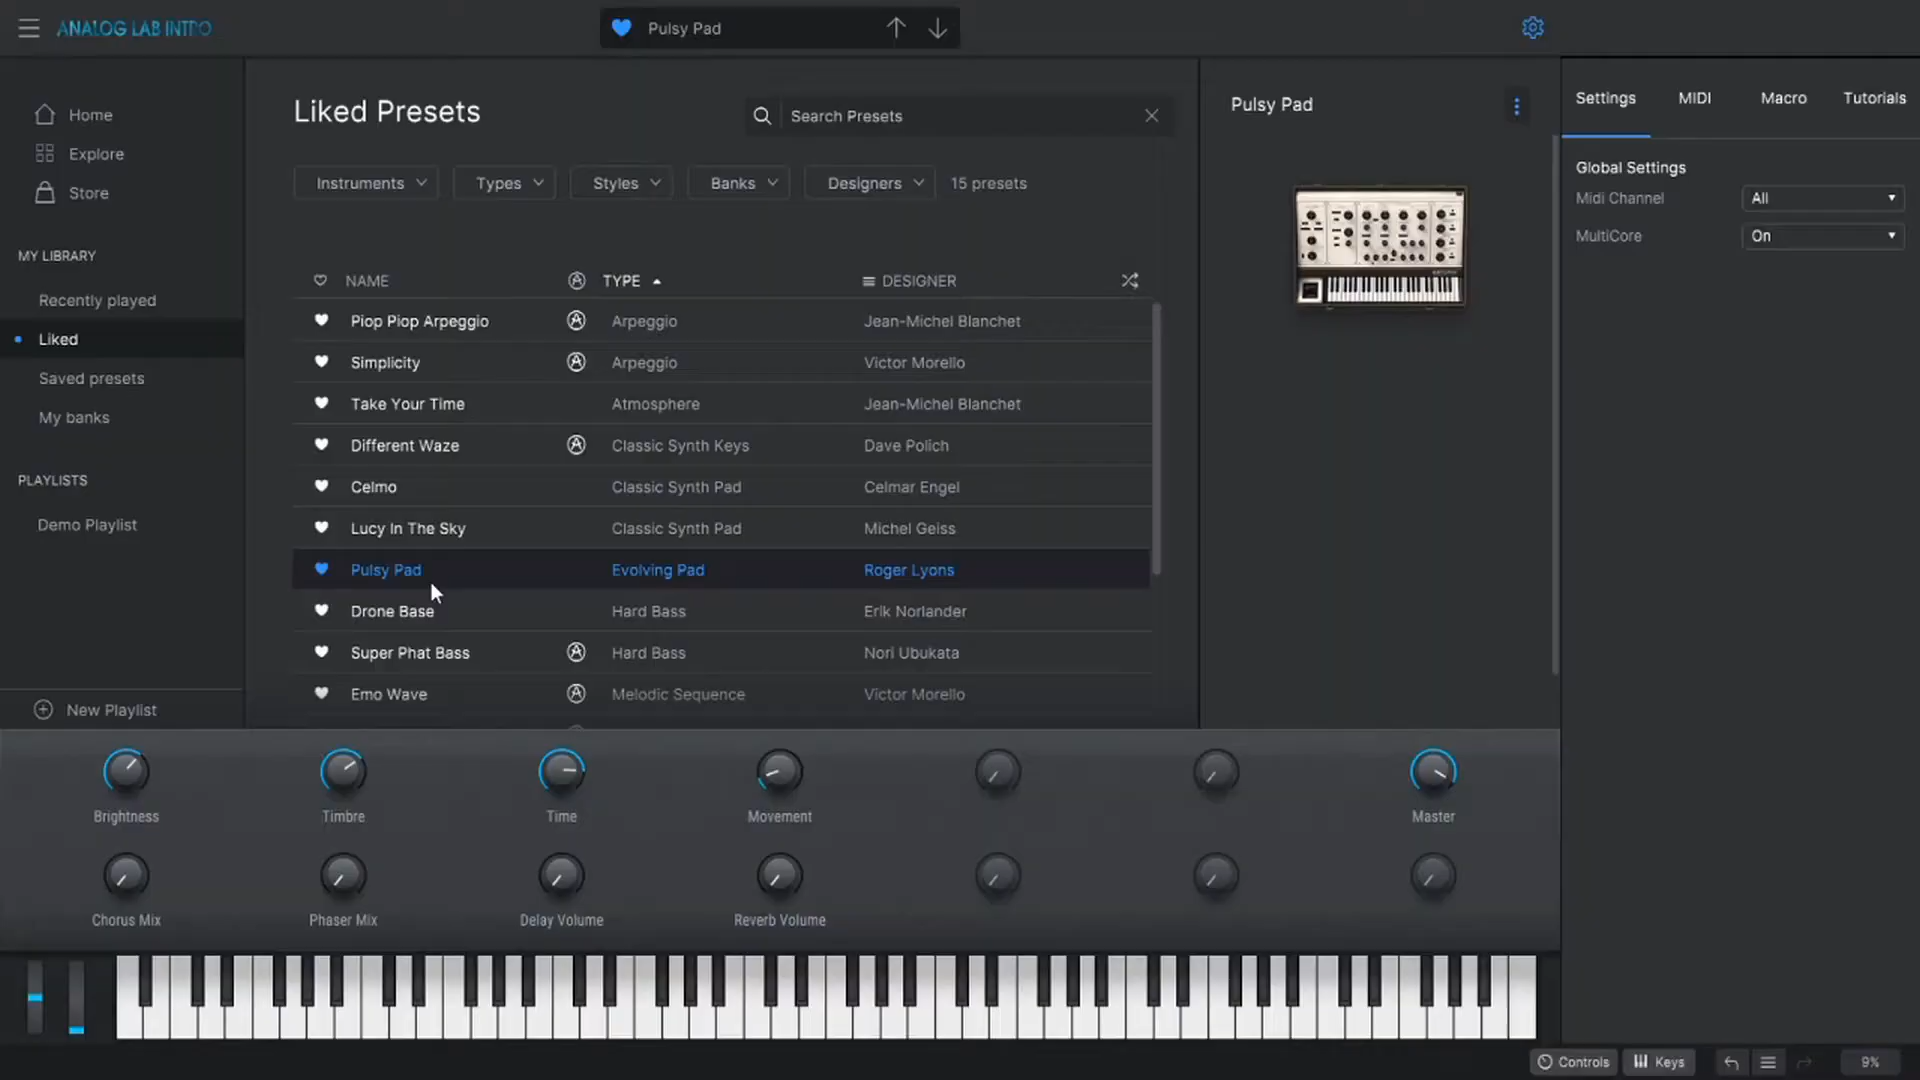 ANALOG LAB INTRO
Pulsy Pad
Home
Explore
Store
MY LIBRARY
Recently played
Liked
Saved presets
My banks
PLAYLISTS
Demo Playlist
New Playlist
Liked Presets
Search Presets
Instruments Types Styles Banks Designers 15 presets
NAME TYPE DESIGNER
Piop Piop Arpeggio Arpeggio Jean-Michel Blanchet
Simplicity Arpeggio Victor Morello
Take Your Time Atmosphere Jean-Michel Blanchet
Different Waze Classic Synth Keys Dave Polich
Celmo Classic Synth Pad Celmar Engel
Lucy In The Sky Classic Synth Pad Michel Geiss
Pulsy Pad Evolving Pad Roger Lyons
Drone Base Hard Bass Erik Norlander
Super Phat Bass Hard Bass Nori Ubukata
Emo Wave Melodic Sequence Victor Morello
Pulsy Pad
Settings MIDI Macro Tutorials
Global Settings
Midi Channel All
MultiCore On
Brightness Timbre Time Movement Master
Chorus Mix Phaser Mix Delay Volume Reverb Volume
Controls Keys 9%